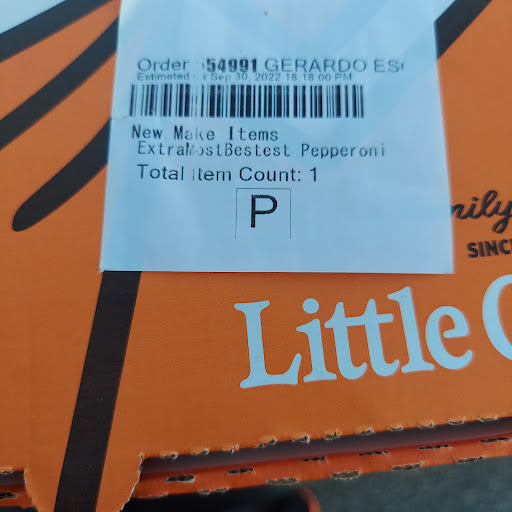 Order 54991 GERARDO ES
Estimated Sep 30, 2022 18:18:00 PM
New Make Items
ExtraMostBestest Pepperoni
Total Item Count: 1
P
Little